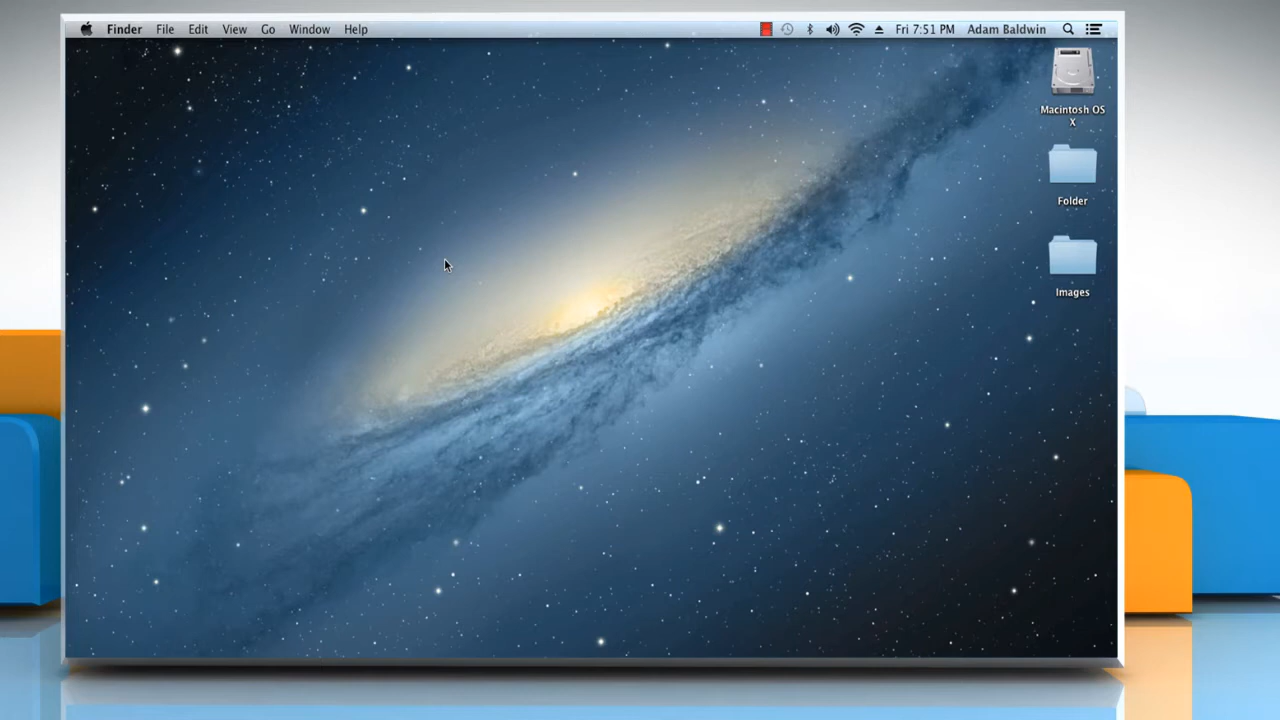 Finder File Edit View Go Window Help Fri 7:51 PM Adam Baldwin
Macintosh OS
X
Folder
Images